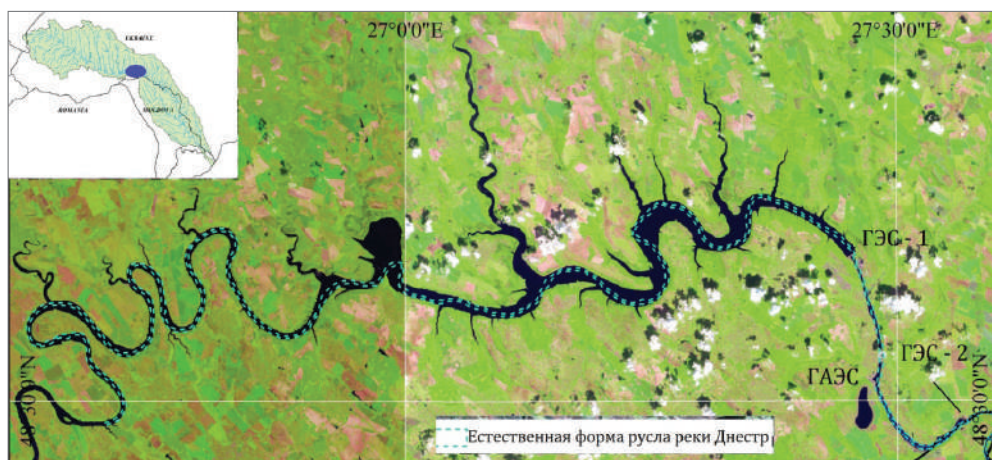 UKRAINE
ROMANIA
MOLDOVA
27°0'0"E
27°30'0"E
ГЭС - 1
ГЭС - 2
ГАЭС
48°30'0"N
48°30'0"N
Естественная форма русла реки Днестр